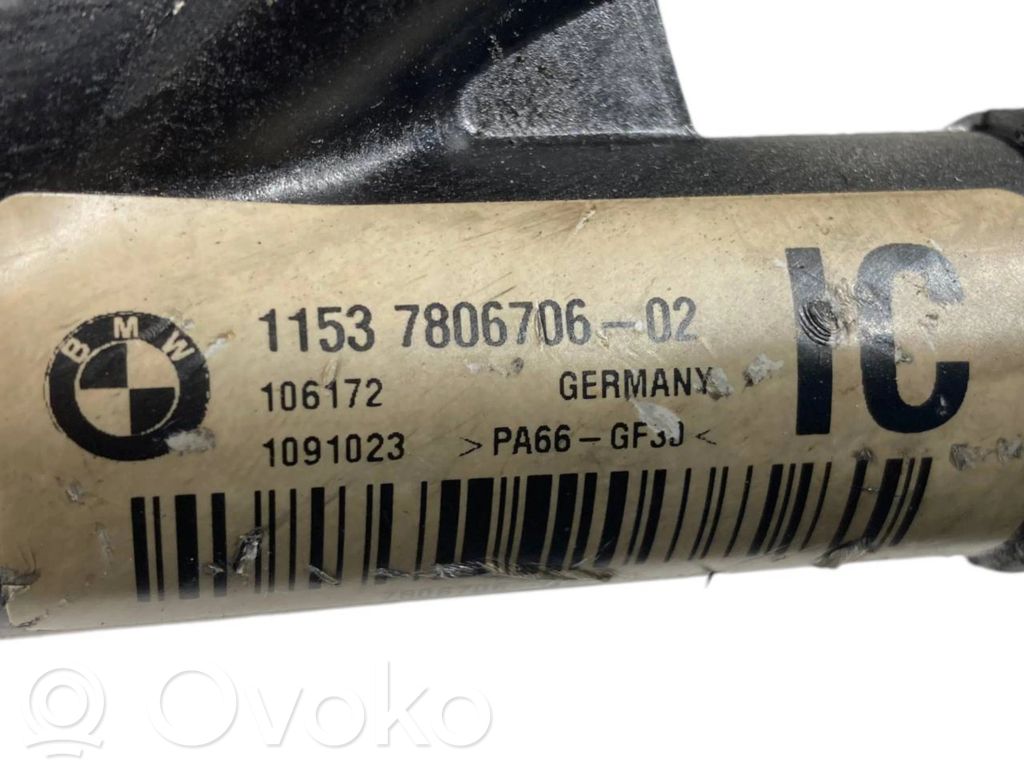 BMW
1153 7806706-02
IC
106172 GERMANY
1091023 >PA66-GF30<
Ovoko